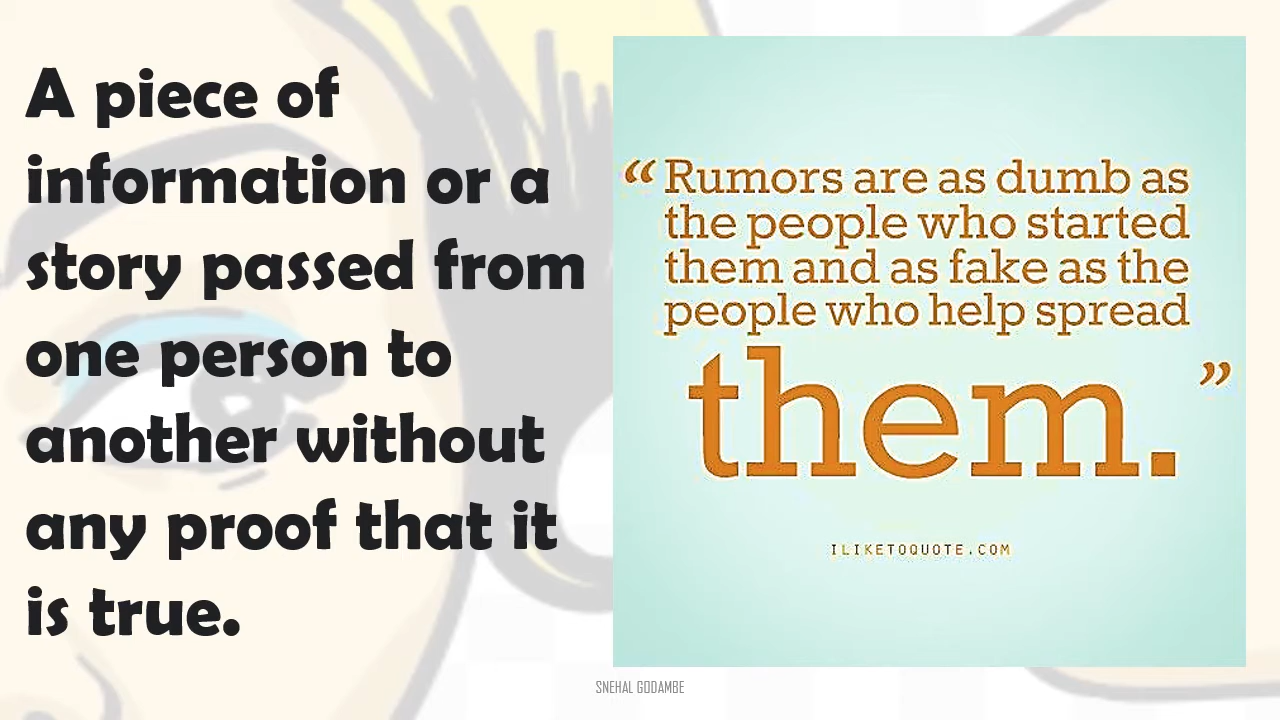 A piece of
information or a
story passed from
one person to
another without
any proof that it
is true.
“Rumors are as dumb as
the people who started
them and as fake as the
people who help spread
them.”
ILIKETOQUOTE.COM
SNEHAL GODAMBE